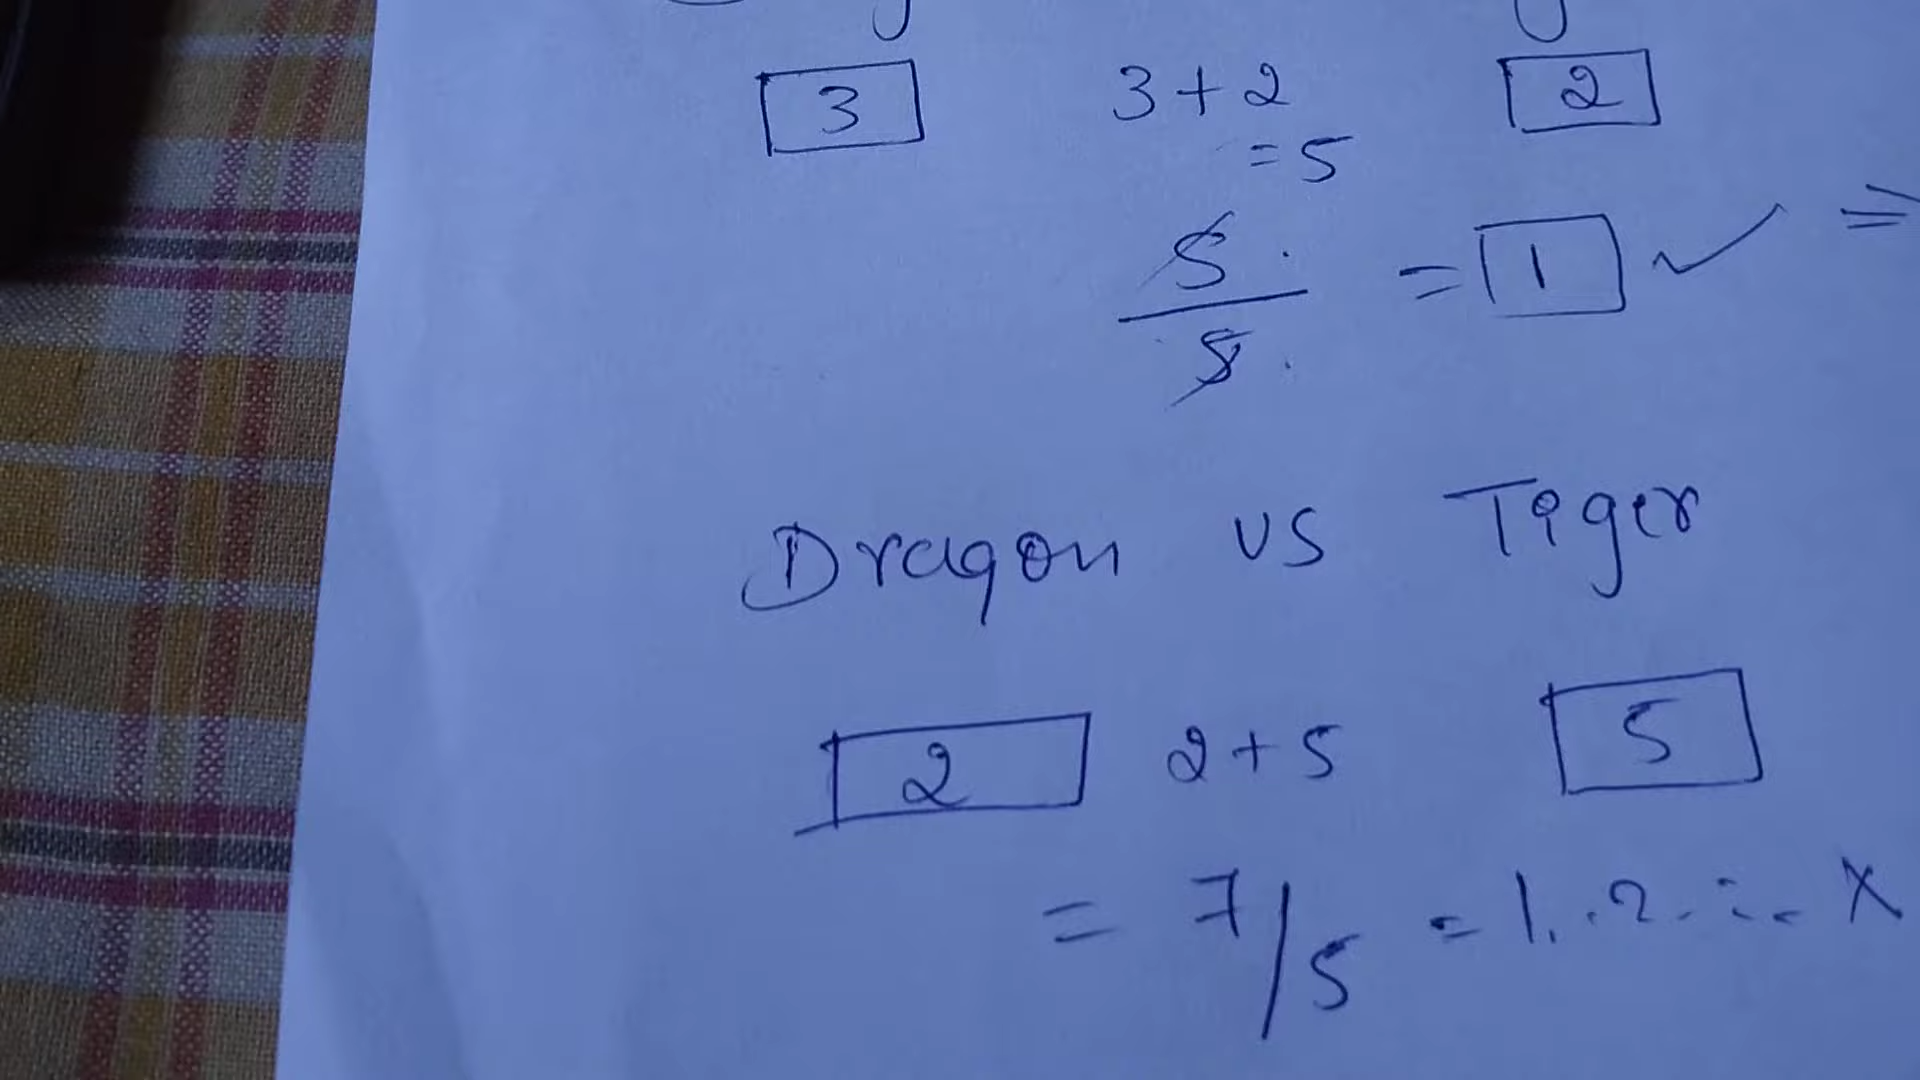 3 3+2 2
=5
5/5 = 1 ✓ ⇒
Dragon vs Tiger
2 2+5 5
= 7/5 = 1..2.